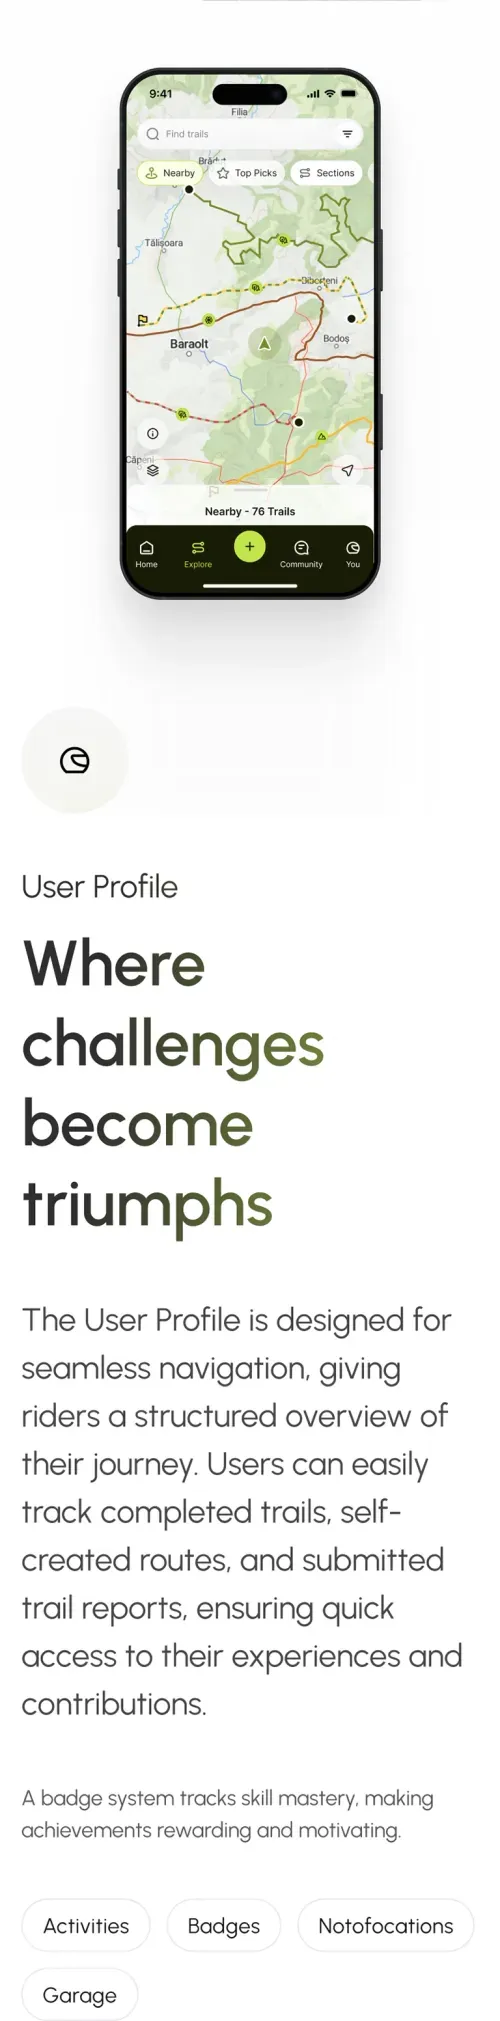 9:41
Filia
Find trails
Brăduț
Nearby
Top Picks
Sections
Tălișoara
Biborțeni
Baraolt
Bodoș
Căpeni
Nearby - 76 Trails
Home
Explore
Community
You
User Profile
Where
challenges
become
triumphs
The User Profile is designed for
seamless navigation, giving
riders a structured overview of
their journey. Users can easily
track completed trails, self-
created routes, and submitted
trail reports, ensuring quick
access to their experiences and
contributions.
A badge system tracks skill mastery, making
achievements rewarding and motivating.
Activities
Badges
Notofocations
Garage